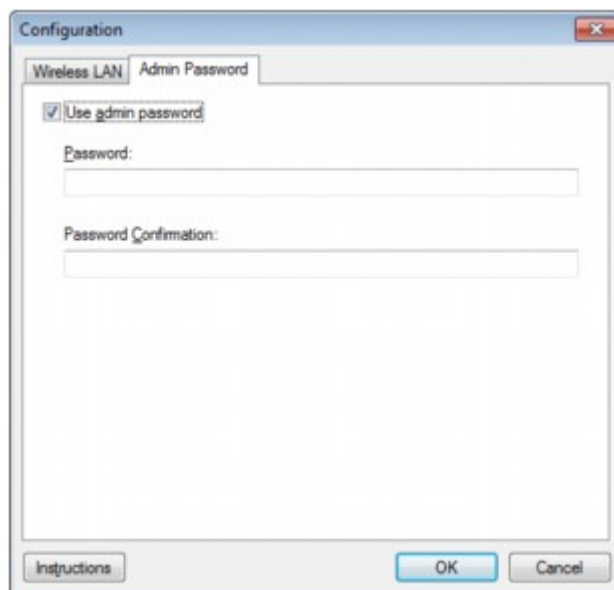 Configuration
Wireless LAN Admin Password
Use admin password
Password:
Password Confirmation:
Instructions OK Cancel